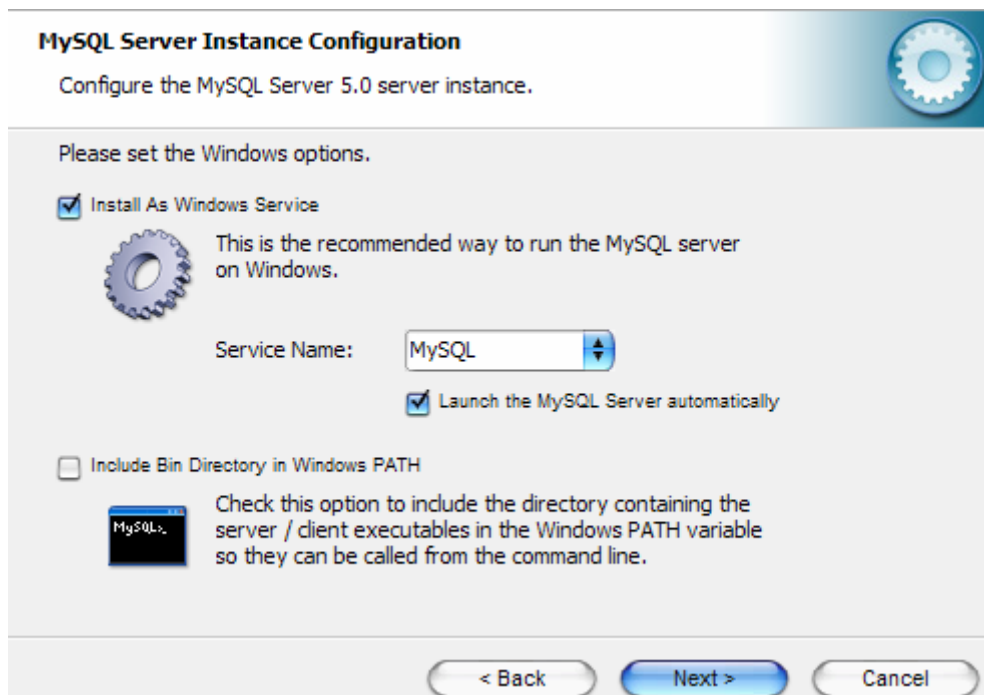 MySQL Server Instance Configuration
Configure the MySQL Server 5.0 server instance.
Please set the Windows options.
Install As Windows Service
This is the recommended way to run the MySQL server
on Windows.
Service Name:
MySQL
Launch the MySQL Server automatically
Include Bin Directory in Windows PATH
MySQL>_
Check this option to include the directory containing the
server / client executables in the Windows PATH variable
so they can be called from the command line.
< Back
Next >
Cancel